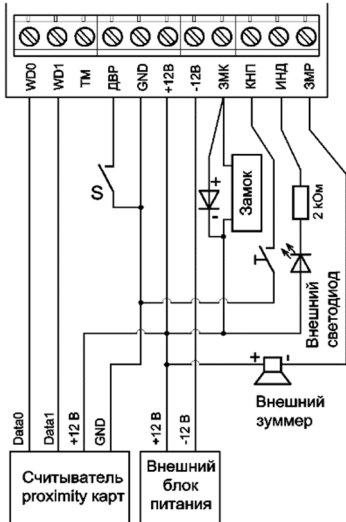 WD0
WD1
ТМ
ДВР
GND
+12В
-12В
ЗМК
КНП
ИНД
ЗМР
S
+
-
Замок
2 кОм
Внешний
светодиод
+
-
Внешний
зуммер
Data0
Data1
+12 В
GND
+12 В
-12 В
Считыватель
proximity карт
Внешний
блок
питания